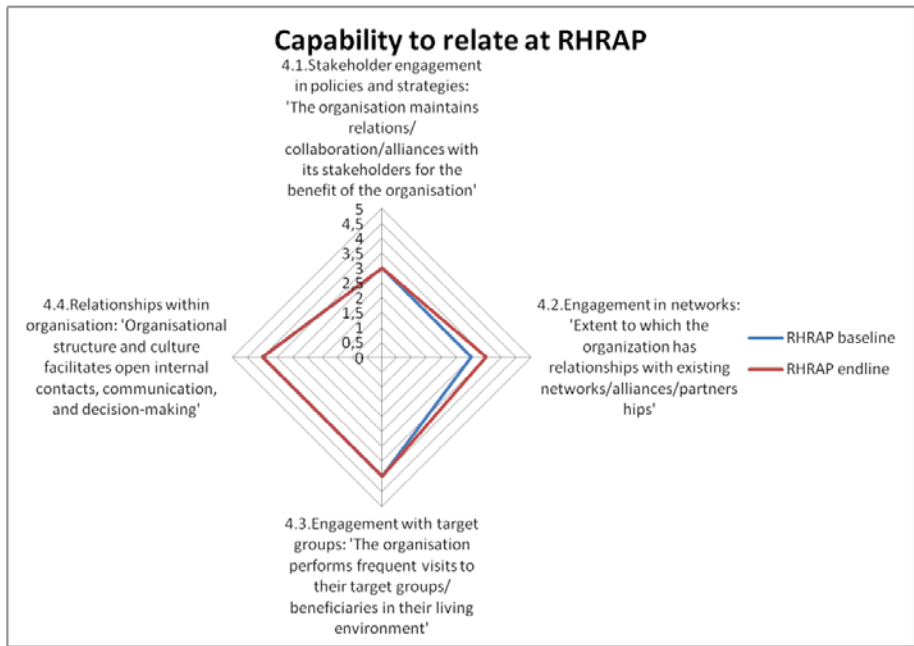 Capability to relate at RHRAP
4.1.Stakeholder engagement
in policies and strategies:
'The organisation maintains
relations/
collaboration/alliances with
its stakeholders for the
benefit of the organisation'
5
4,5
4
3,5
3
2,5
2
1,5
1
0,5
0
4.4.Relationships within
organisation: 'Organisational
structure and culture
facilitates open internal
contacts, communication,
and decision-making'
4.2.Engagement in networks:
'Extent to which the
organization has
relationships with existing
networks/alliances/partners
hips'
RHRAP baseline
RHRAP endline
4.3.Engagement with target
groups: 'The organisation
performs frequent visits to
their target groups/
beneficiaries in their living
environment'